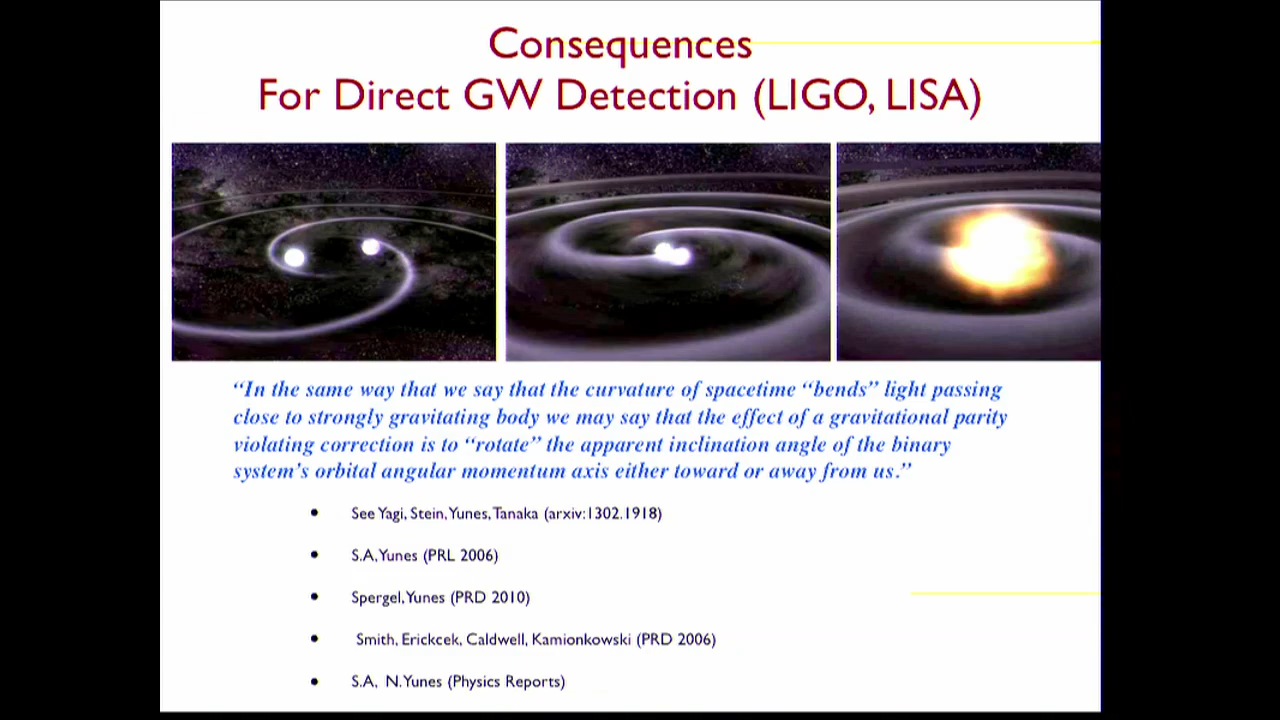 Consequences
For Direct GW Detection (LIGO, LISA)
“In the same way that we say that the curvature of spacetime “bends” light passing
close to strongly gravitating body we may say that the effect of a gravitational parity
violating correction is to “rotate” the apparent inclination angle of the binary
system’s orbital angular momentum axis either toward or away from us.”
• See Yagi, Stein, Yunes, Tanaka (arxiv:1302.1918)
• S.A, Yunes (PRL 2006)
• Spergel, Yunes (PRD 2010)
• Smith, Erickcek, Caldwell, Kamionkowski (PRD 2006)
• S.A, N. Yunes (Physics Reports)